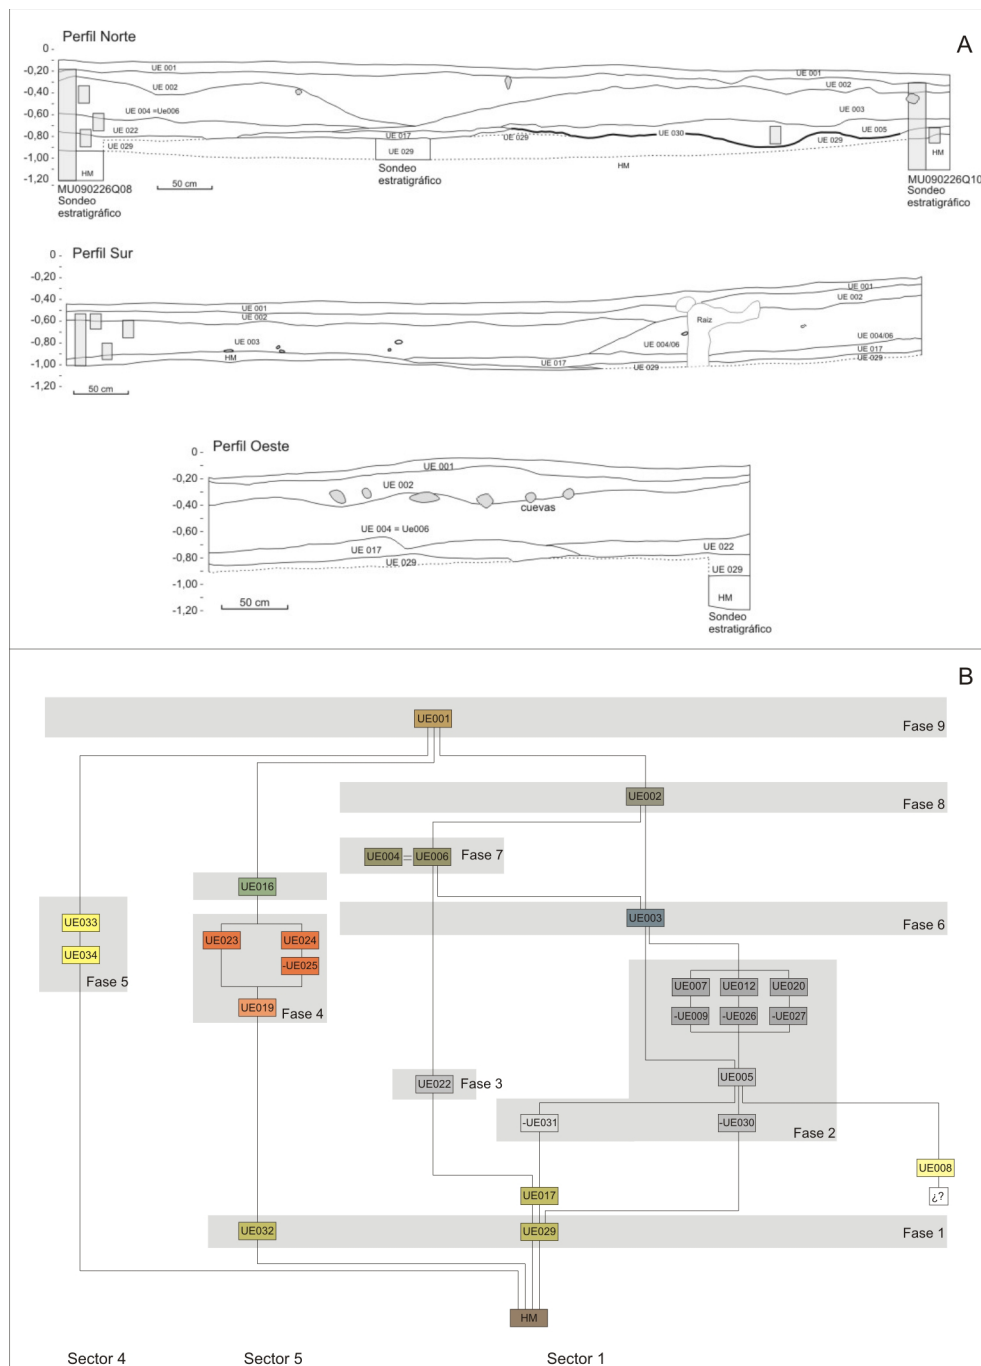 A
Perfil Norte
0 -
-0,20 -
-0,40 -
-0,60 -
-0,80 -
-1,00 -
-1,20 -
UE 001
UE 001
UE 002
UE 002
UE 004 =Ue006
UE 003
UE 022
UE 017
UE 029
UE 030
UE 005
UE 029
UE 029
HM
HM
HM
Sondeo
estratigráfico
MU090226Q08
Sondeo
estratigráfico
50 cm
MU090226Q10
Sondeo
estratigráfico
Perfil Sur
0 -
-0,20 -
-0,40 -
-0,60 -
-0,80 -
-1,00 -
-1,20 -
UE 001
UE 002
UE 001
UE 002
Raiz
UE 003
UE 004/06
UE 004/06
HM
UE 017
UE 017
UE 029
UE 029
50 cm
Perfil Oeste
0 -
-0,20 -
-0,40 -
-0,60 -
-0,80 -
-1,00 -
-1,20 -
UE 001
UE 002
cuevas
UE 004 = Ue006
UE 017
UE 022
UE 029
UE 029
HM
50 cm
Sondeo
estratigráfico
B
UE001
Fase 9
UE002
Fase 8
UE004
UE006
Fase 7
UE016
UE003
Fase 6
UE033
UE034
Fase 5
UE023
UE024
-UE025
UE019
Fase 4
UE007
UE012
UE020
-UE009
-UE026
-UE027
UE005
UE022
Fase 3
-UE031
-UE030
Fase 2
UE008
¿?
UE017
UE032
UE029
Fase 1
HM
Sector 4
Sector 5
Sector 1